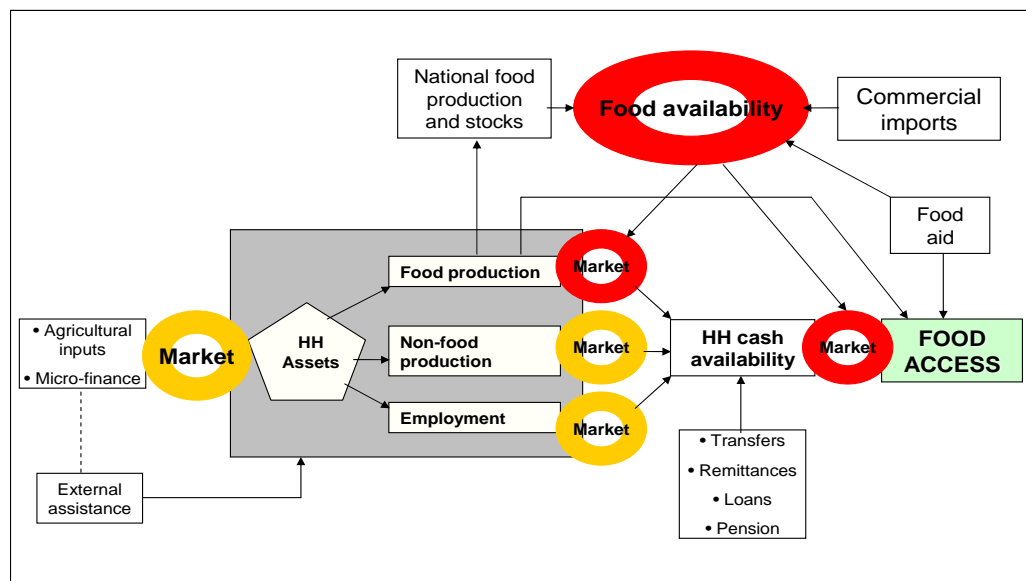 National food
production
and stocks
Food availability
Commercial
imports
Food
aid
Food production
Market
• Agricultural
inputs
• Micro-finance
Market
HH
Assets
Non-food
production
Market
HH cash
availability
Market
FOOD
ACCESS
Employment
Market
External
assistance
• Transfers
• Remittances
• Loans
• Pension